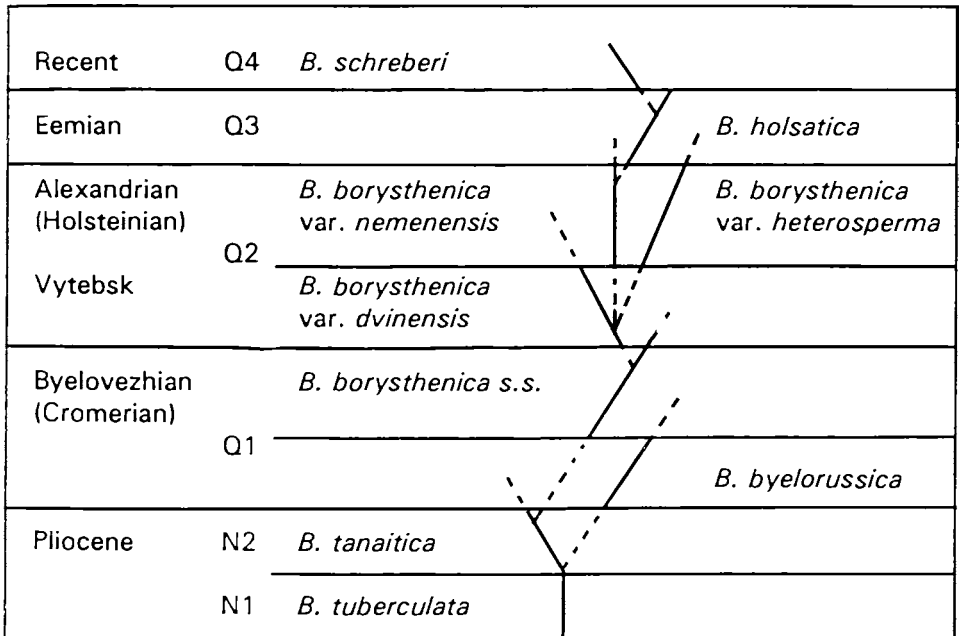 Recent Q4 B. schreberi
Eemian Q3 B. holsatica
Alexandrian B. borysthenica B. borysthenica
(Holsteinian) var. nemenensis var. heterosperma
Q2
Vytebsk B. borysthenica
var. dvinensis
Byelovezhian B. borysthenica s.s.
(Cromerian)
Q1
B. byelorussica
Pliocene N2 B. tanaitica
N1 B. tuberculata